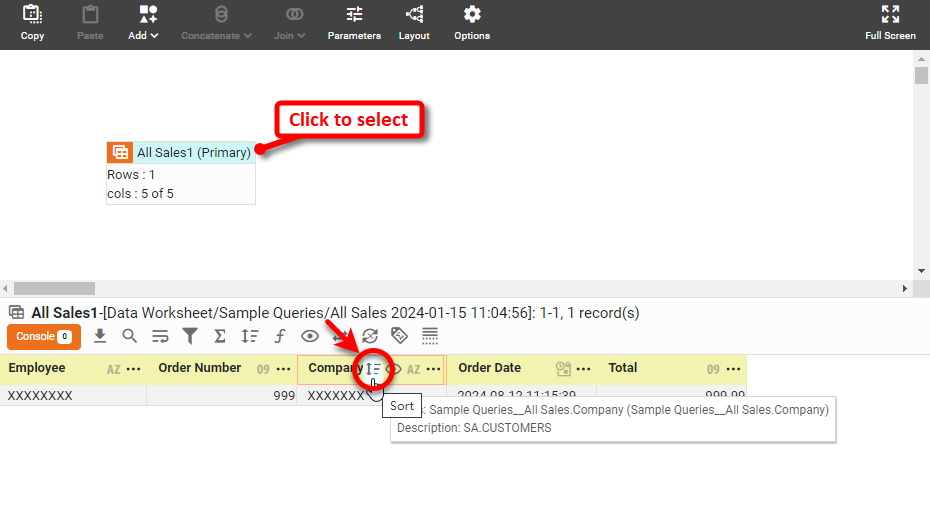 Copy Paste Add Concatenate Join Parameters Layout Options Full Screen
Click to select
All Sales1 (Primary)
Rows : 1
cols : 5 of 5
All Sales1-[Data Worksheet/Sample Queries/All Sales 2024-01-15 11:04:56]: 1-1, 1 record(s)
Console 0
Employee AZ ••• Order Number 09 ••• Company AZ ••• Order Date ••• Total 09 •••
XXXXXXXX 999 XXXXXXX 2024-08-12 11:15:39 999.99
Sort
: Sample Queries__All Sales.Company (Sample Queries__All Sales.Company)
Description: SA.CUSTOMERS